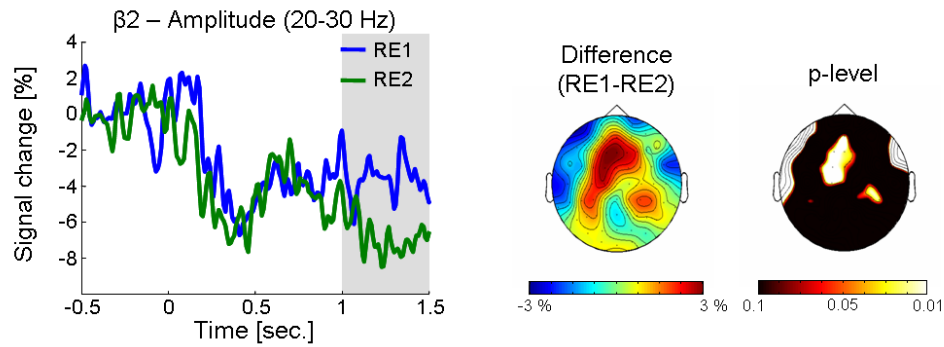 β2 – Amplitude (20-30 Hz)
Signal change [%]
4
2
0
-2
-4
-6
-8
-10
-0.5
0
0.5
1
1.5
Time [sec.]
RE1
RE2
Difference
(RE1-RE2)
-3 %
3 %
p-level
0.1
0.05
0.01